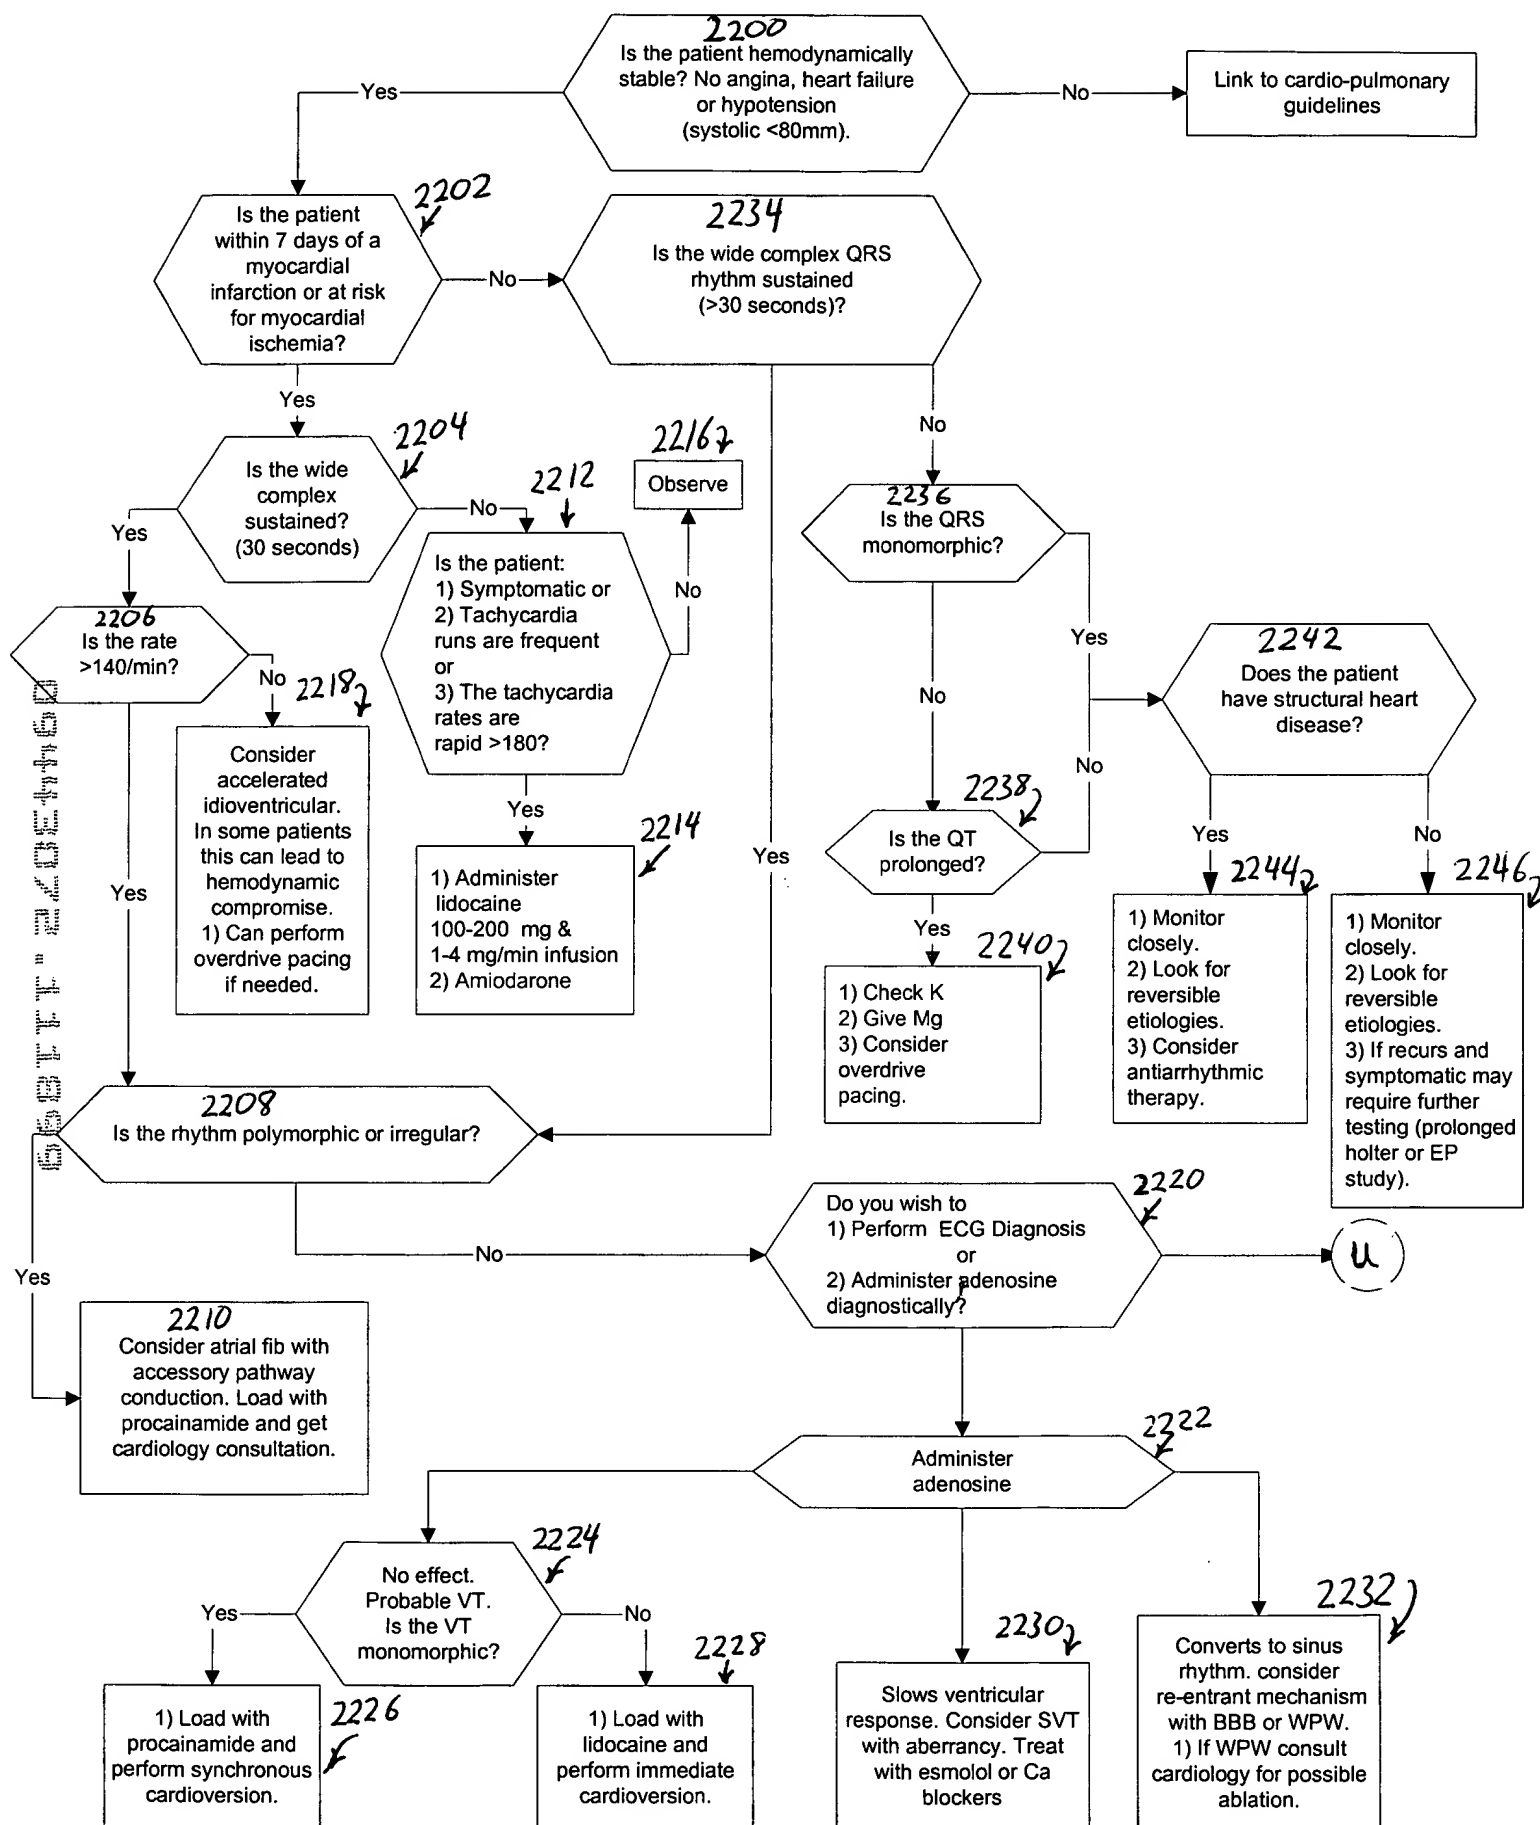 2200
Is the patient hemodynamically
stable? No angina, heart failure
or hypotension
(systolic <80mm).
Yes
No
Link to cardio-pulmonary
guidelines
2202
Is the patient
within 7 days of a
myocardial
infarction or at risk
for myocardial
ischemia?
No
2234
Is the wide complex QRS
rhythm sustained
(>30 seconds)?
Yes
2204
Is the wide
complex
sustained?
(30 seconds)
Yes
No
2212
Is the patient:
1) Symptomatic or
2) Tachycardia
runs are frequent
or
3) The tachycardia
rates are
rapid >180?
2216
Observe
No
No
2236
Is the QRS
monomorphic?
Yes
No
2206
Is the rate
>140/min?
No
2218
Consider
accelerated
idioventricular.
In some patients
this can lead to
hemodynamic
compromise.
1) Can perform
overdrive pacing
if needed.
Yes
Yes
2214
1) Administer
lidocaine
100-200 mg &
1-4 mg/min infusion
2) Amiodarone
Yes
2238
Is the QT
prolonged?
No
Yes
2240
1) Check K
2) Give Mg
3) Consider
overdrive
pacing.
2242
Does the patient
have structural heart
disease?
Yes
No
2244
1) Monitor
closely.
2) Look for
reversible
etiologies.
3) Consider
antiarrhythmic
therapy.
2246
1) Monitor
closely.
2) Look for
reversible
etiologies.
3) If recurs and
symptomatic may
require further
testing (prolonged
holter or EP
study).
2208
Is the rhythm polymorphic or irregular?
Yes
No
2210
Consider atrial fib with
accessory pathway
conduction. Load with
procainamide and get
cardiology consultation.
2220
Do you wish to
1) Perform ECG Diagnosis
or
2) Administer adenosine
diagnostically?
u
2222
Administer
adenosine
2224
No effect.
Probable VT.
Is the VT
monomorphic?
Yes
No
2226
1) Load with
procainamide and
perform synchronous
cardioversion.
2228
1) Load with
lidocaine and
perform immediate
cardioversion.
2230
Slows ventricular
response. Consider SVT
with aberrancy. Treat
with esmolol or Ca
blockers
2232
Converts to sinus
rhythm. consider
re-entrant mechanism
with BBB or WPW.
1) If WPW consult
cardiology for possible
ablation.